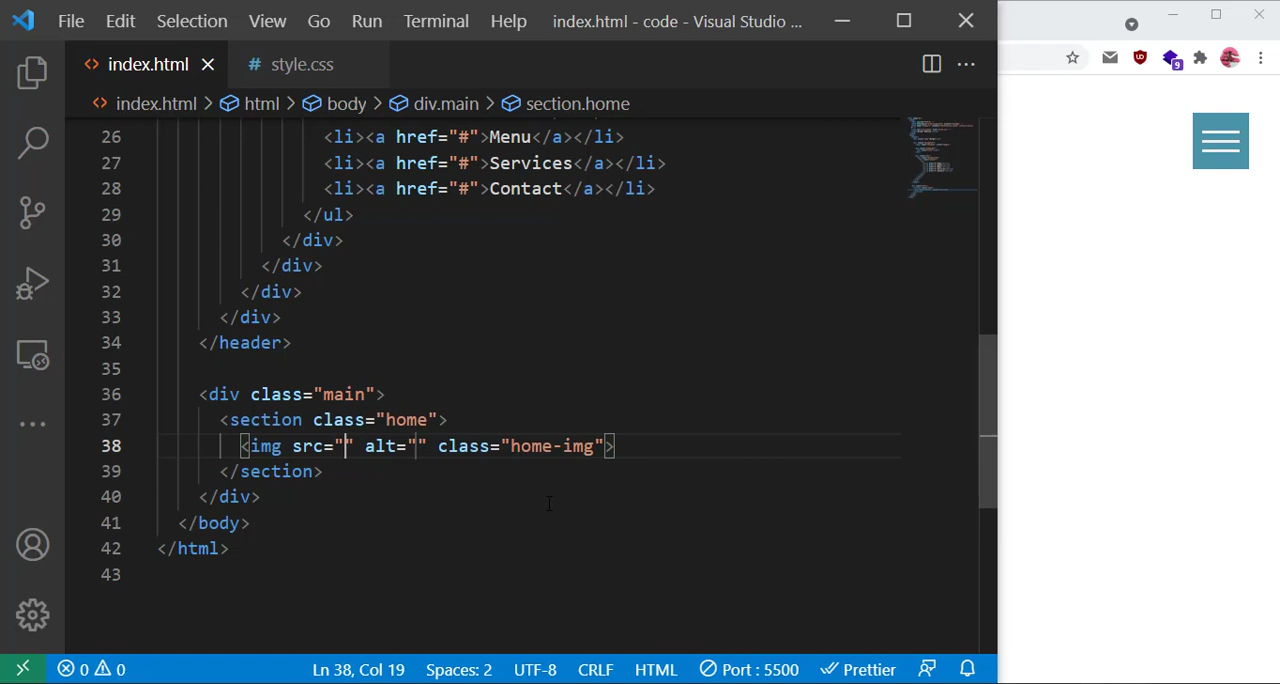 File Edit Selection View Go Run Terminal Help index.html - code - Visual Studio ...
index.html # style.css
index.html > html > body > div.main > section.home
26 <li><a href="#">Menu</a></li>
27 <li><a href="#">Services</a></li>
28 <li><a href="#">Contact</a></li>
29 </ul>
30 </div>
31 </div>
32 </div>
33 </div>
34 </header>
35
36 <div class="main">
37 <section class="home">
38 <img src="" alt="" class="home-img">
39 </section>
40 </div>
41 </body>
42 </html>
43
0 0 Ln 38, Col 19 Spaces: 2 UTF-8 CRLF HTML Port : 5500 Prettier
9